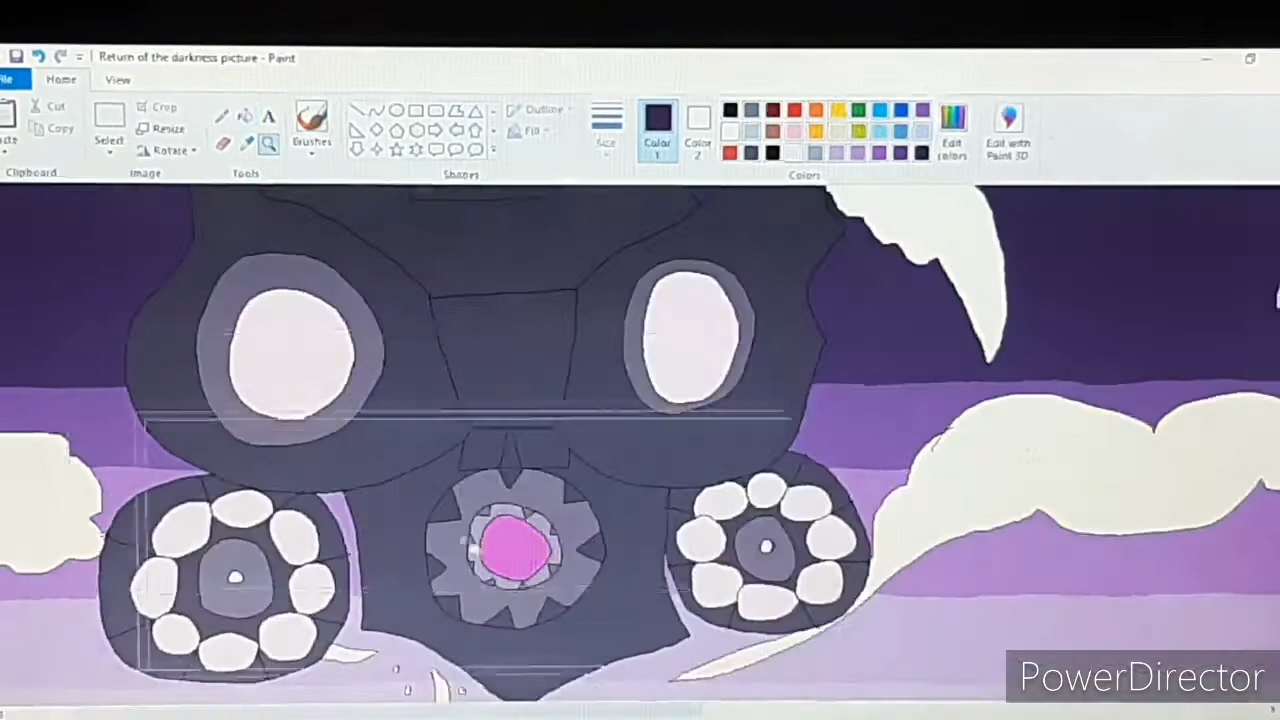 Return of the darkness picture - Paint
File Home View
Cut
Copy
Select
Crop
Resize
Rotate
A
Brushes
Outline
Fill
Size
Color
1
Color
2
Edit
colors
Edit with
Paint 3D
Clipboard
Image
Tools
Shapes
Colors
PowerDirector